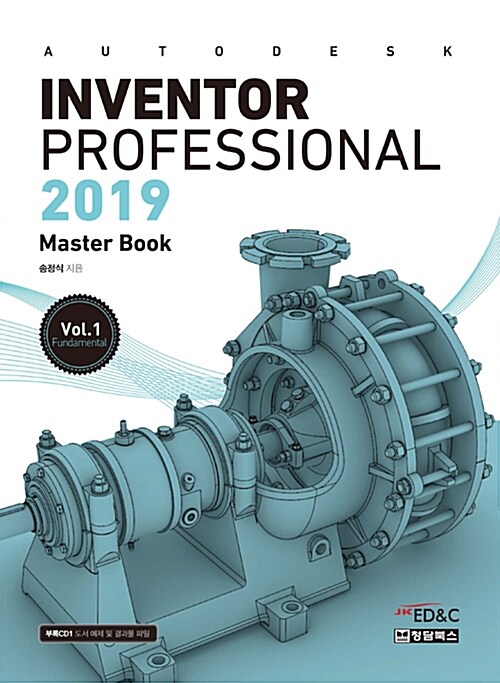 AUTODESK
INVENTOR
PROFESSIONAL
2019
Master Book
송정식 지음
Vol.1
Fundamental
부록CD1 도서 예제 및 결과물 파일
JK ED&C
청담북스